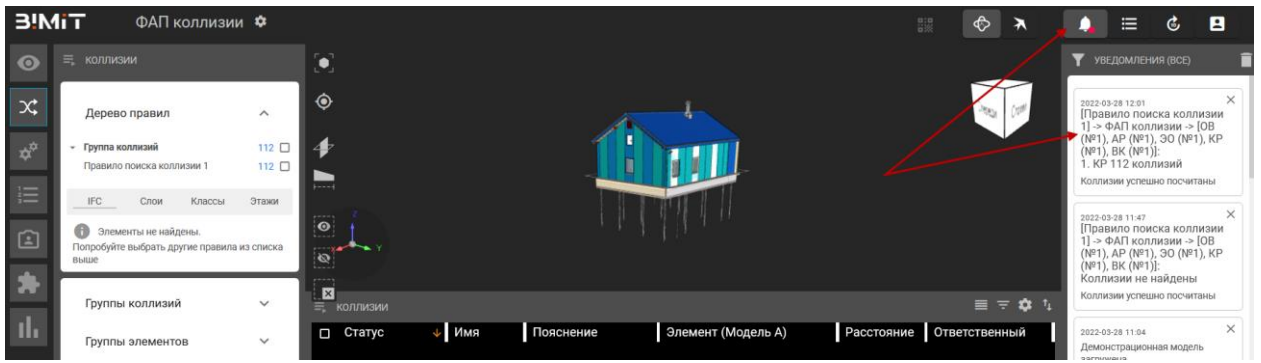 B!MiT ФАП коллизии
КОЛЛИЗИИ
Дерево правил
Группа коллизий 112
Правило поиска коллизии 1 112
IFC Слои Классы Этажи
Элементы не найдены.
Попробуйте выбрать другие правила из списка
выше
Группы коллизий
Группы элементов
Z
X Y
КОЛЛИЗИИ
Статус Имя Пояснение Элемент (Модель А) Расстояние Ответственный
УВЕДОМЛЕНИЯ (ВСЕ)
2022-03-28 12:01
[Правило поиска коллизии
1] -> ФАП коллизии -> [ОВ
(№1), АР (№1), ЭО (№1), КР
(№1), ВК (№1)]:
1. КР 112 коллизий
Коллизии успешно посчитаны
2022-03-28 11:47
[Правило поиска коллизии
1] -> ФАП коллизии -> [ОВ
(№1), АР (№1), ЭО (№1), КР
(№1), ВК (№1)]:
Коллизии не найдены
Коллизии успешно посчитаны
2022-03-28 11:04
Демонстрационная модель
загружена